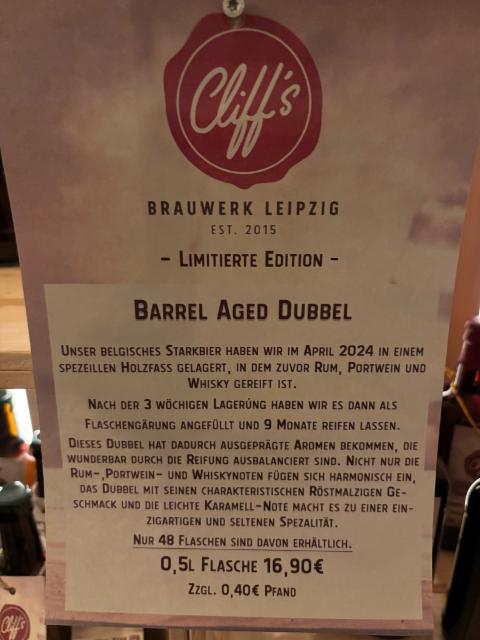 Cliff's
BRAUWERK LEIPZIG
EST. 2015
- LIMITIERTE EDITION -
BARREL AGED DUBBEL
UNSER BELGISCHES STARKBIER HABEN WIR IM APRIL 2024 IN EINEM
SPEZEILLEN HOLZFASS GELAGERT, IN DEM ZUVOR RUM, PORTWEIN UND
WHISKY GEREIFT IST.
NACH DER 3 WÖCHIGEN LAGERUNG HABEN WIR ES DANN ALS
FLASCHENGÄRUNG ANGEFÜLLT UND 9 MONATE REIFEN LASSEN.
DIESES DUBBEL HAT DADURCH AUSGEPRÄGTE AROMEN BEKOMMEN, DIE
WUNDERBAR DURCH DIE REIFUNG AUSBALANCIERT SIND. NICHT NUR DIE
RUM-,PORTWEIN- UND WHISKYNOTEN FÜGEN SICH HARMONISCH EIN,
DAS DUBBEL MIT SEINEN CHARAKTERISTISCHEN RÖSTMALZIGEN GE-
SCHMACK UND DIE LEICHTE KARAMELL-NOTE MACHT ES ZU EINER EIN-
ZIGARTIGEN UND SELTENEN SPEZALITÄT.
NUR 48 FLASCHEN SIND DAVON ERHÄLTLICH.
0,5L FLASCHE 16,90€
ZZGL. 0,40€ PFAND
Cliff's